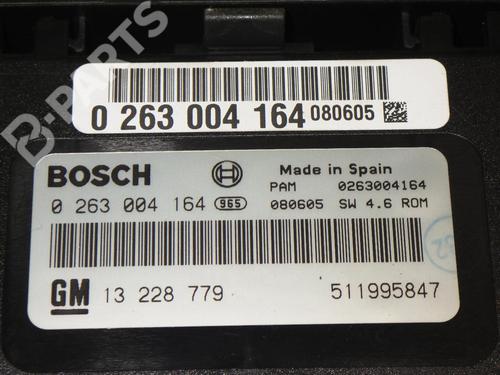 B-PARTS
0 263 004 164 080605
BOSCH Made in Spain
PAM 0263004164
0 263 004 164 965 080605 SW 4.6 ROM
GM 13 228 779 511995847